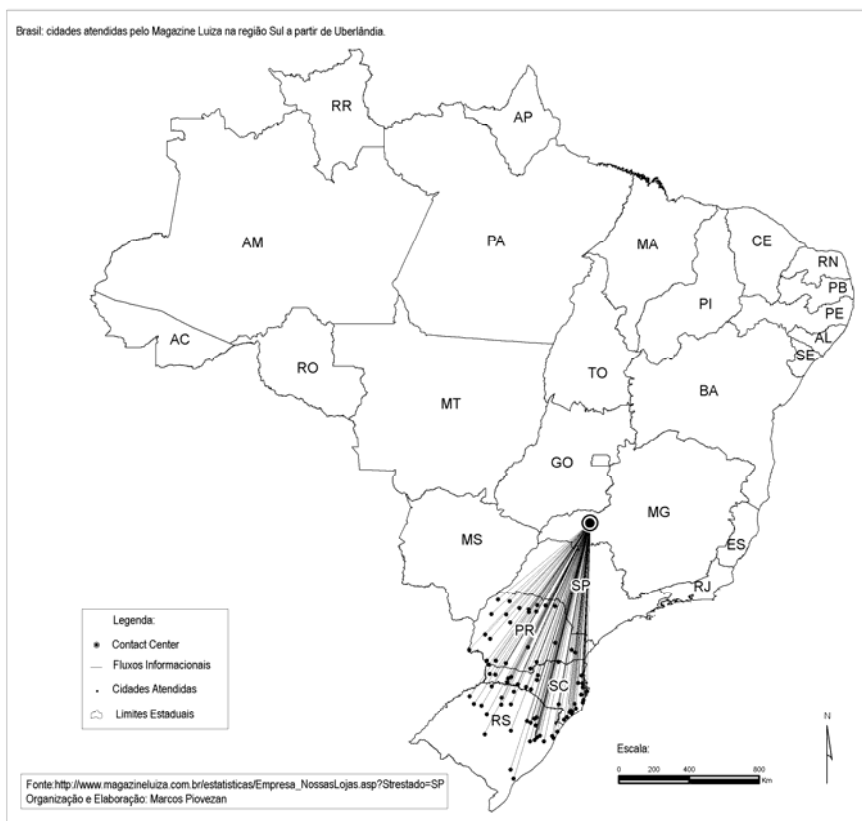 Brasil: cidades atendidas pelo Magazine Luiza na região Sul a partir de Uberlândia.
RR
AP
AM
PA
MA
CE
RN
PB
PE
AL
SE
PI
AC
RO
TO
BA
MT
GO
MG
ES
MS
SP
RJ
PR
SC
RS
Legenda:
Contact Center
Fluxos Informacionais
Cidades Atendidas
Limites Estaduais
N
Escala:
0 200 400 600 800
Km
Fonte:http://www.magazineluiza.com.br/estatisticas/Empresa_NossasLojas.asp?Strestado=SP
Organização e Elaboração: Marcos Piovezan